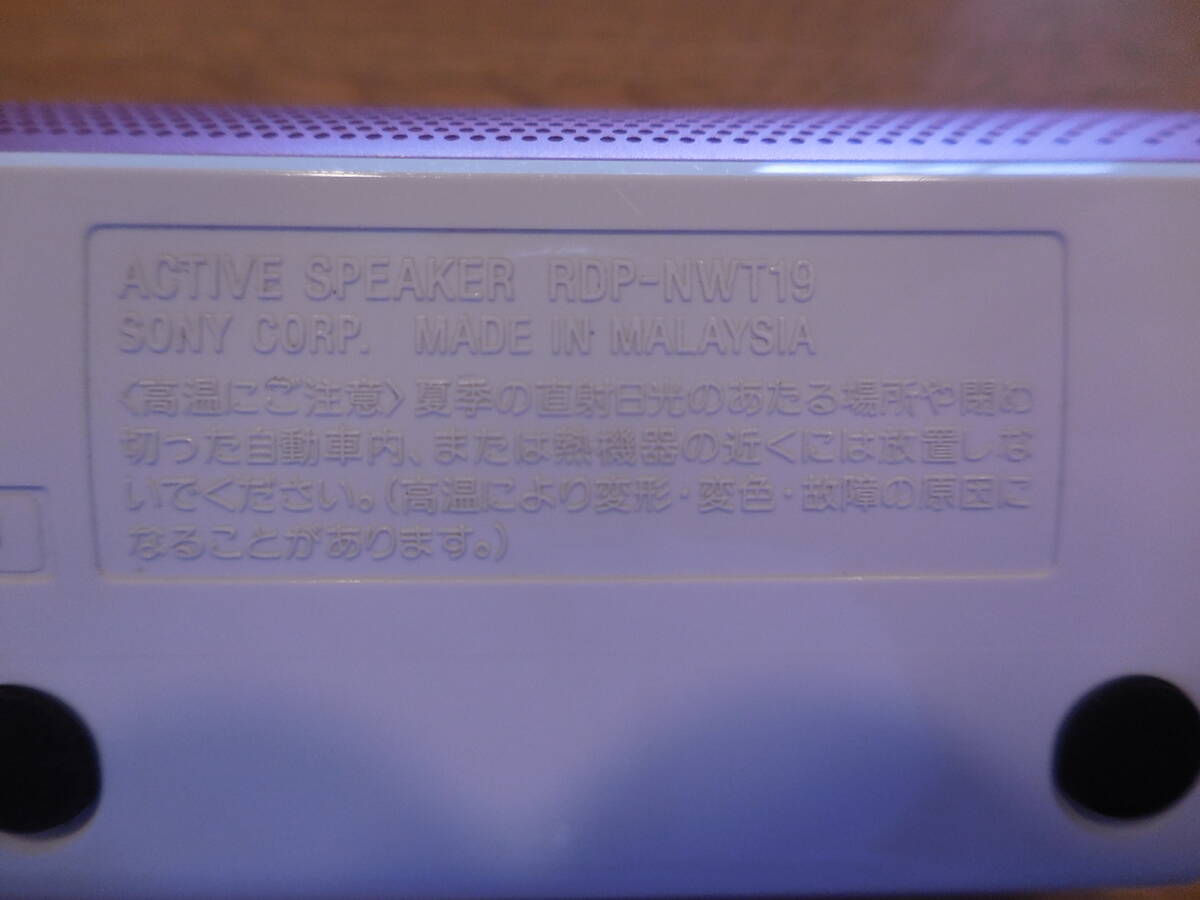 ACTIVE SPEAKER RDP-NWT19
SONY CORP. MADE IN MALAYSIA
〈高温にご注意〉夏季の直射日光のあたる場所や閉め
切った自動車内、または熱機器の近くには放置しな
いでください。(高温により変形・変色・故障の原因に
なることがあります。)